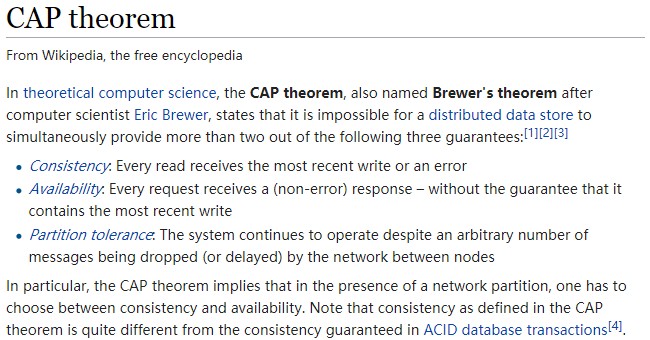 CAP theorem
From Wikipedia, the free encyclopedia
In theoretical computer science, the CAP theorem, also named Brewer's theorem after
computer scientist Eric Brewer, states that it is impossible for a distributed data store to
simultaneously provide more than two out of the following three guarantees:[1][2][3]
• Consistency: Every read receives the most recent write or an error
• Availability: Every request receives a (non-error) response – without the guarantee that it
contains the most recent write
• Partition tolerance: The system continues to operate despite an arbitrary number of
messages being dropped (or delayed) by the network between nodes
In particular, the CAP theorem implies that in the presence of a network partition, one has to
choose between consistency and availability. Note that consistency as defined in the CAP
theorem is quite different from the consistency guaranteed in ACID database transactions[4].